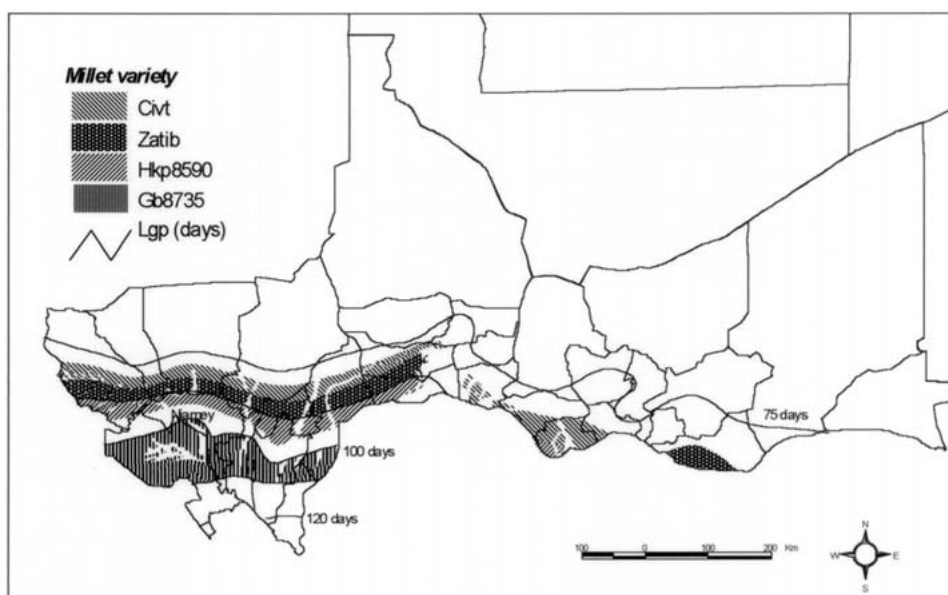 Millet variety
Civt
Zatib
Hkp8590
Gb8735
Lgp (days)
Niamey
75 days
100 days
120 days
100 0 100 200 Km
N
W E
S